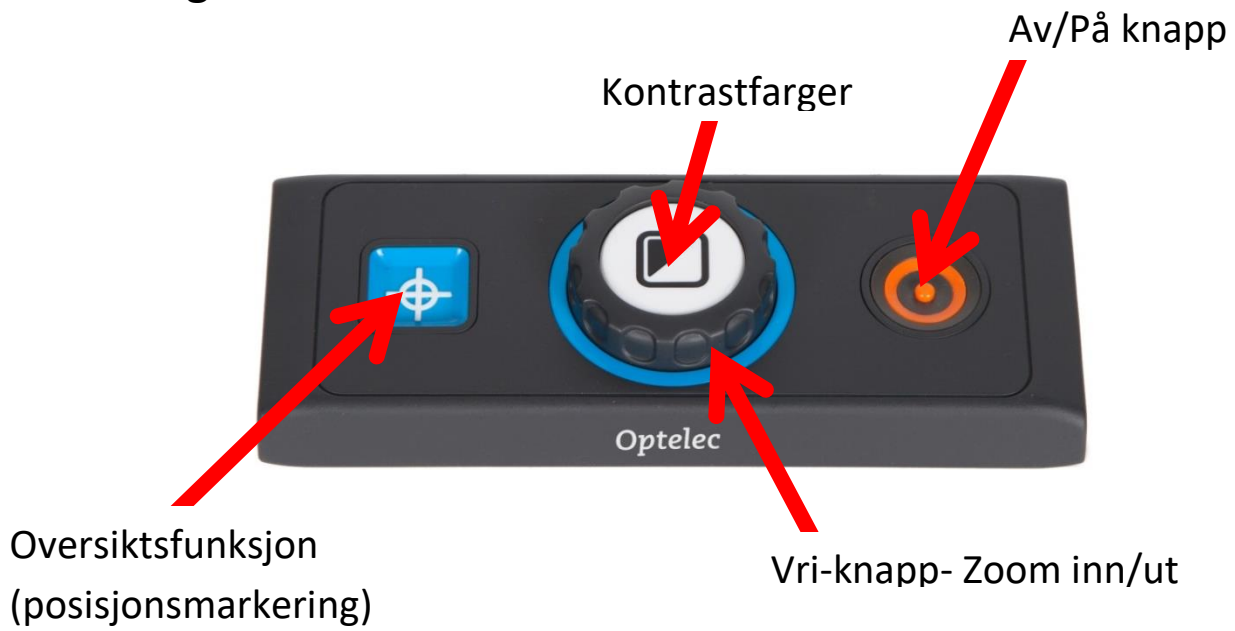 Av/På knapp
Kontrastfarger
Optelec
Oversiktsfunksjon
(posisjonsmarkering)
Vri-knapp- Zoom inn/ut